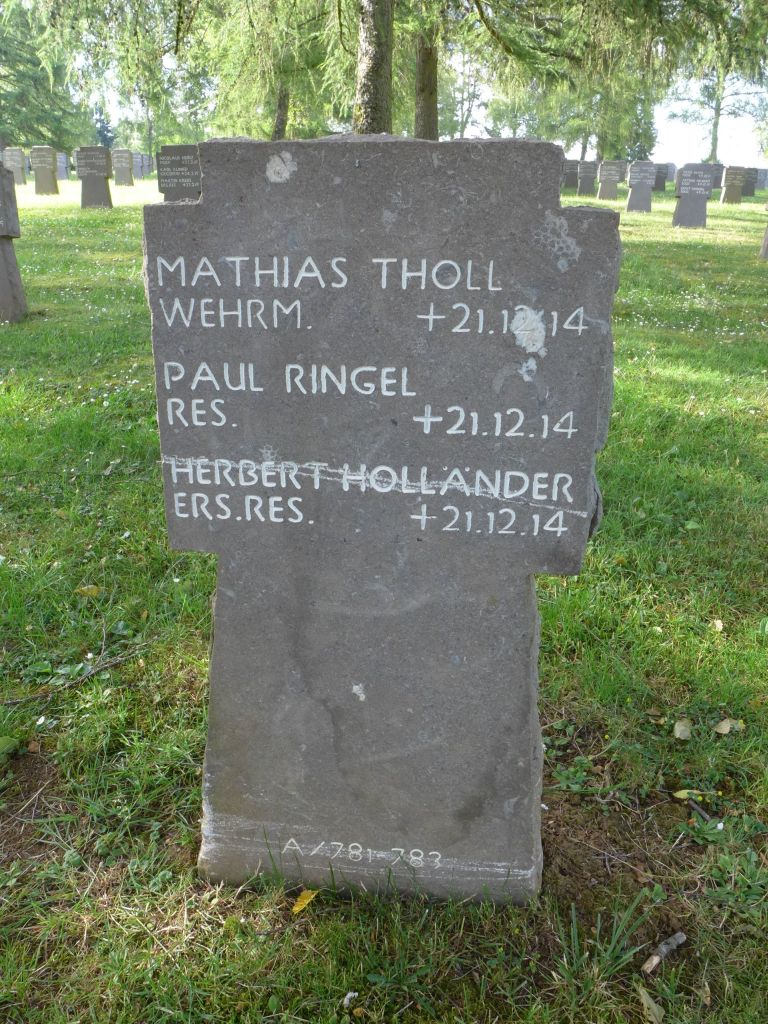 MATHIAS THOLL
WEHRM. +21.12.14
PAUL RINGEL
RES. +21.12.14
HERBERT HOLLÄNDER
ERS.RES. +21.12.14
A/781-783